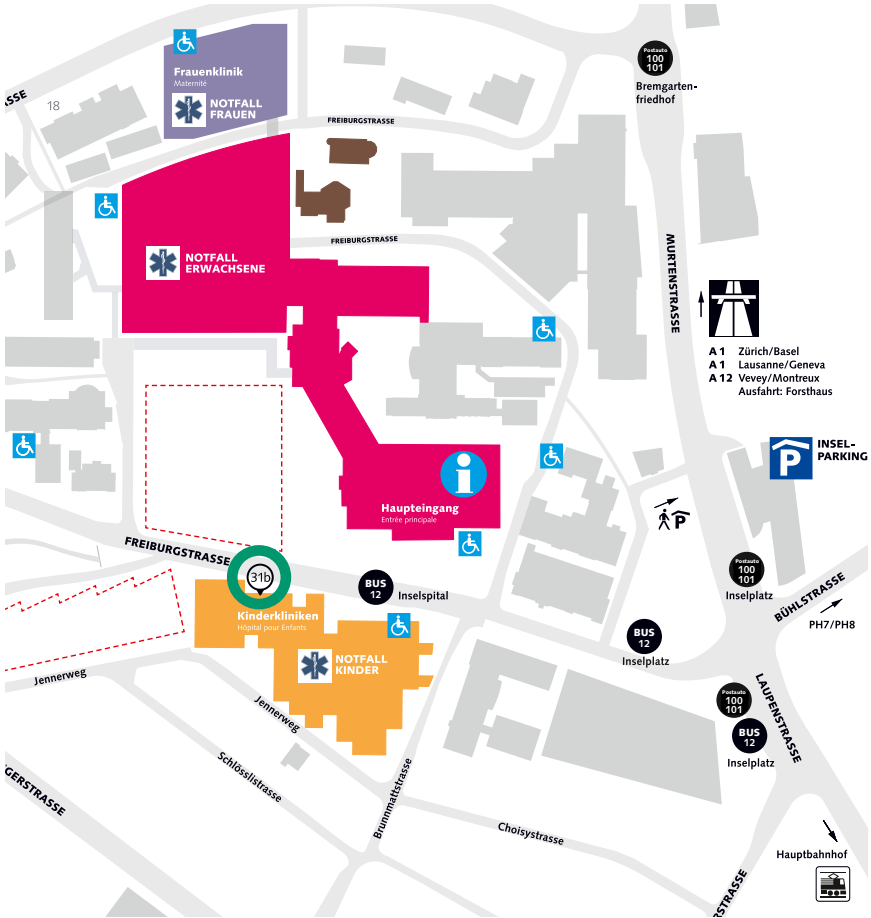 Postauto
100
101
Bremgarten-
friedhof
Frauenklinik
Maternité
NOTFALL
FRAUEN
18
FREIBURGSTRASSE
NOTFALL
ERWACHSENE
FREIBURGSTRASSE
MURTENSTRASSE
A 1 Zürich/Basel
A 1 Lausanne/Geneva
A 12 Vevey/Montreux
Ausfahrt: Forsthaus
P
INSEL-
PARKING
i
Haupteingang
Entrée principale
P
FREIBURGSTRASSE
31b
BUS
12
Inselspital
Kinderkliniken
Hôpital pour Enfants
NOTFALL
KINDER
Postauto
100
101
Inselplatz
BÜHLSTRASSE
PH7/PH8
BUS
12
Inselplatz
Jennerweg
Jennerweg
Postauto
100
101
BUS
12
Inselplatz
LAUPENSTRASSE
Schlösslistrasse
Brunnmattstrasse
Choisystrasse
GERSTRASSE
Hauptbahnhof
RSTRASSE
ASSE